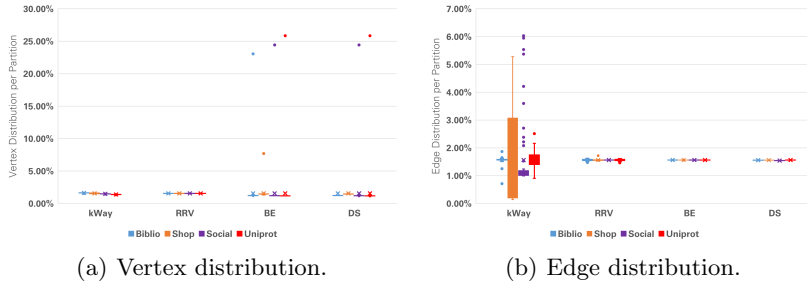 30.00%
25.00%
20.00%
15.00%
10.00%
5.00%
0.00%
Vertex Distribution per Partition
kWay RRV BE DS
Biblio Shop Social Uniprot
(a) Vertex distribution.
7.00%
6.00%
5.00%
4.00%
3.00%
2.00%
1.00%
0.00%
Edge Distribution per Partition
kWay RRV BE DS
Biblio Shop Social Uniprot
(b) Edge distribution.